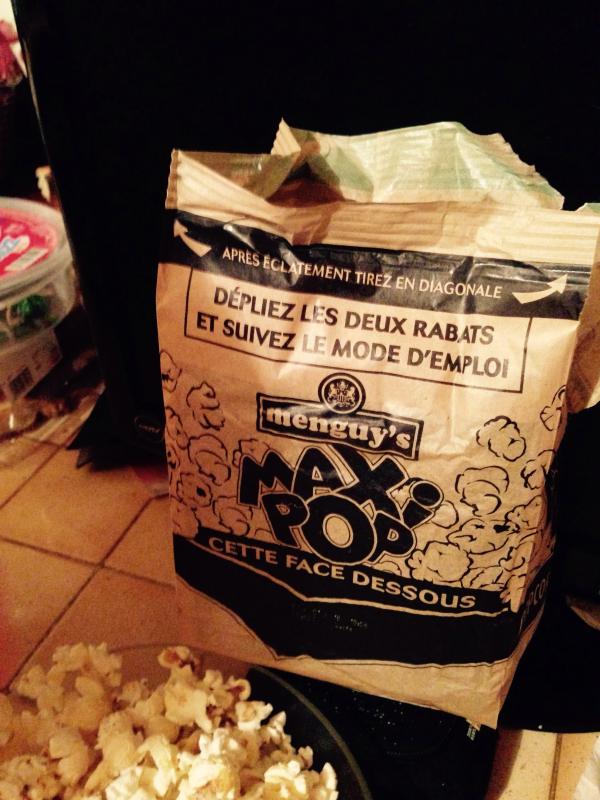 APRÈS ÉCLATEMENT TIREZ EN DIAGONALE
DÉPLIEZ LES DEUX RABATS
ET SUIVEZ LE MODE D'EMPLOI
menguy's
MAXi
POP
CETTE FACE DESSOUS